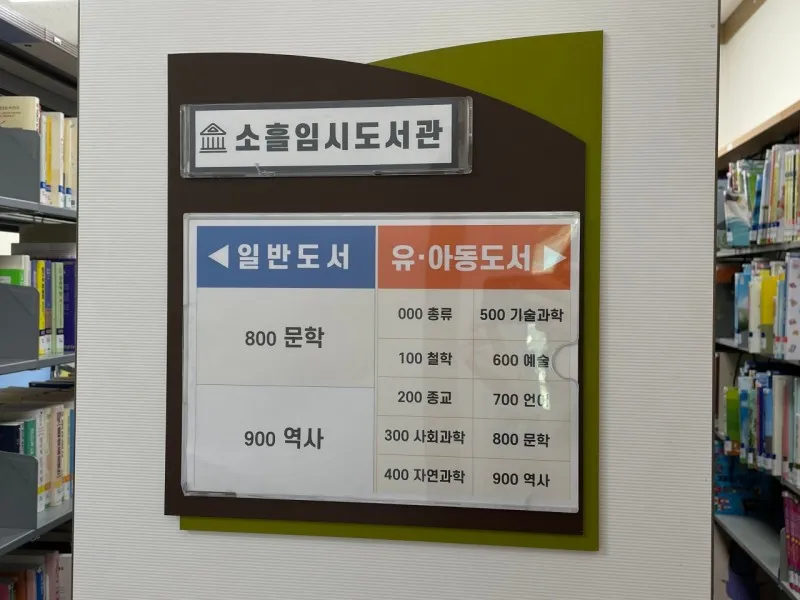 소흘임시도서관
◀ 일반도서
800 문학
900 역사
유·아동도서 ▶
000 총류
500 기술과학
100 철학
600 예술
200 종교
700 언어
300 사회과학
800 문학
400 자연과학
900 역사